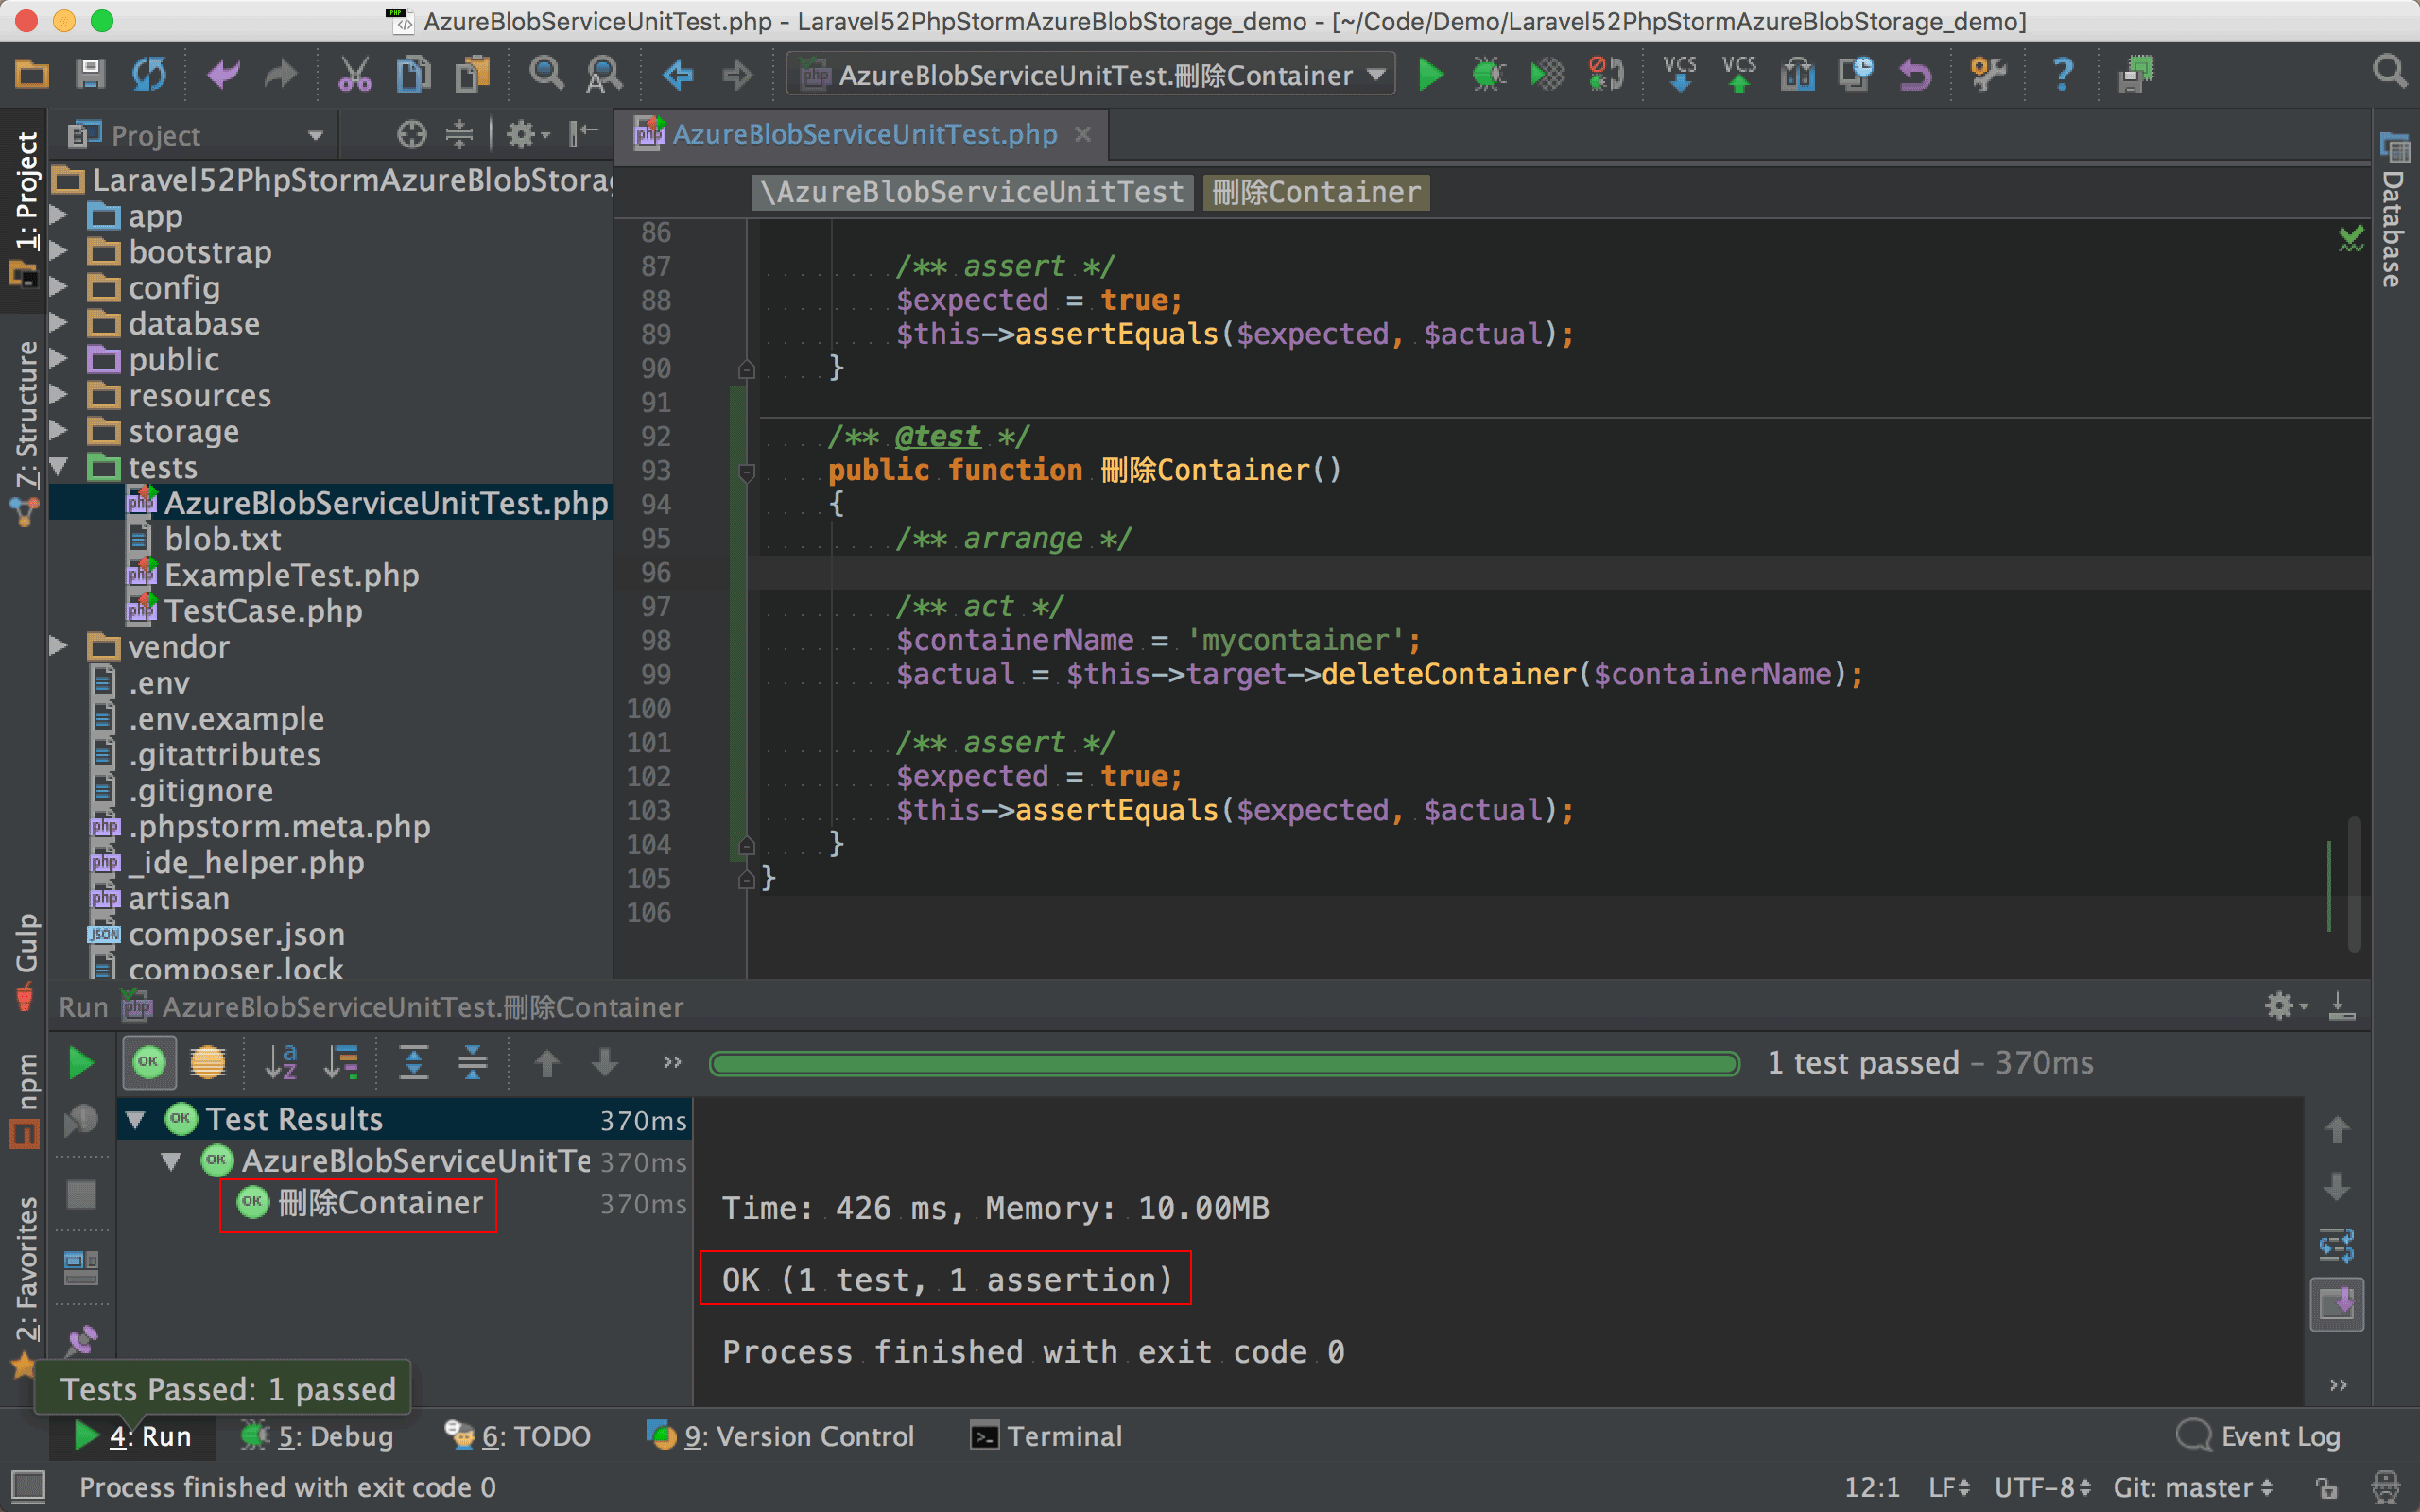 AzureBlobServiceUnitTest.php - Laravel52PhpStormAzureBlobStorage_demo - [~/Code/Demo/Laravel52PhpStormAzureBlobStorage_demo]
AzureBlobServiceUnitTest.刪除Container
VCS
VCS
1: Project
7: Structure
Gulp
npm
2: Favorites
Project
Laravel52PhpStormAzureBlobStora
app
bootstrap
config
database
public
resources
storage
tests
AzureBlobServiceUnitTest.php
blob.txt
ExampleTest.php
TestCase.php
vendor
.env
.env.example
.gitattributes
.gitignore
.phpstorm.meta.php
_ide_helper.php
artisan
composer.json
composer.lock
AzureBlobServiceUnitTest.php
\AzureBlobServiceUnitTest 刪除Container
86
87 /** assert */
88 $expected = true;
89 $this->assertEquals($expected, $actual);
90 }
91
92 /** @test */
93 public function 刪除Container()
94 {
95 /** arrange */
96
97 /** act */
98 $containerName = 'mycontainer';
99 $actual = $this->target->deleteContainer($containerName);
100
101 /** assert */
102 $expected = true;
103 $this->assertEquals($expected, $actual);
104 }
105 }
106
Database
Run AzureBlobServiceUnitTest.刪除Container
1 test passed – 370ms
Test Results 370ms
AzureBlobServiceUnitTe 370ms
OK 刪除Container 370ms
Time: 426 ms, Memory: 10.00MB
OK (1 test, 1 assertion)
Process finished with exit code 0
Tests Passed: 1 passed
4: Run 5: Debug 6: TODO 9: Version Control Terminal Event Log
Process finished with exit code 0 12:1 LF UTF-8 Git: master